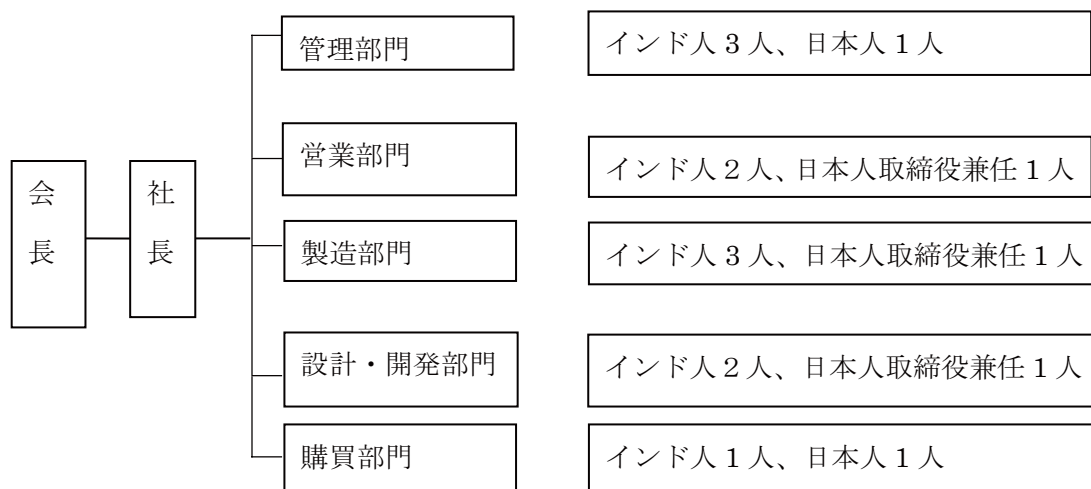 会長
社長
管理部門
インド人3人、日本人1人
営業部門
インド人2人、日本人取締役兼任1人
製造部門
インド人3人、日本人取締役兼任1人
設計・開発部門
インド人２人、日本人取締役兼任1人
購買部門
インド人1人、日本人1人